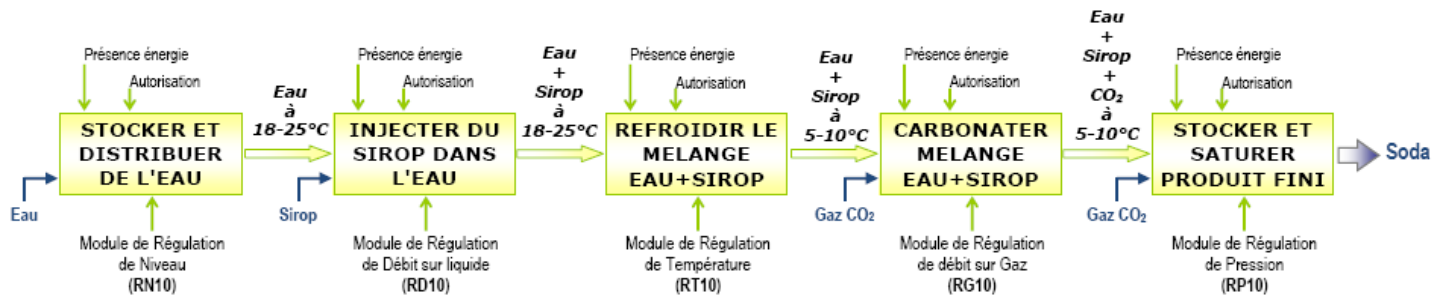 Présence énergie
Autorisation
STOCKER ET
DISTRIBUER
DE L'EAU
Eau
Module de Régulation
de Niveau
(RN10)
Eau
à
18-25°C
Présence énergie
Autorisation
INJECTER DU
SIROP DANS
L'EAU
Sirop
Module de Régulation
de Débit sur liquide
(RD10)
Eau
+
Sirop
à
18-25°C
Présence énergie
Autorisation
REFROIDIR LE
MELANGE
EAU+SIROP
Module de Régulation
de Température
(RT10)
Eau
+
Sirop
à
5-10°C
Présence énergie
Autorisation
CARBONATER
MELANGE
EAU+SIROP
Gaz CO₂
Module de Régulation
de débit sur Gaz
(RG10)
Eau
+
Sirop
+
CO₂
à
5-10°C
Présence énergie
Autorisation
STOCKER ET
SATURER
PRODUIT FINI
Gaz CO₂
Module de Régulation
de Pression
(RP10)
Soda